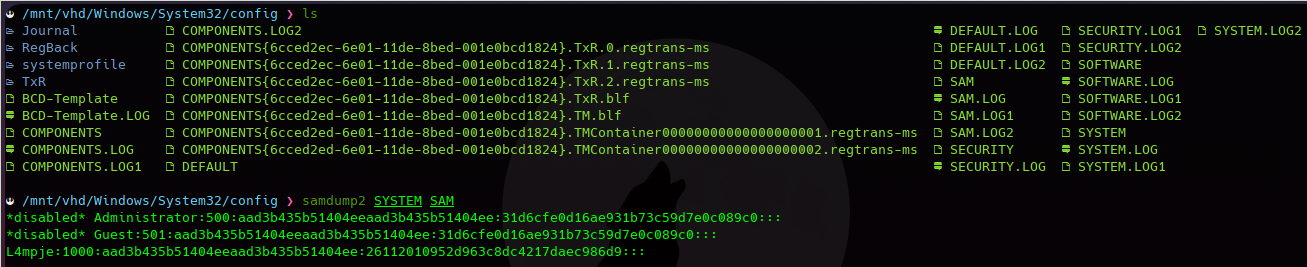 /mnt/vhd/Windows/System32/config ❯ ls
Journal COMPONENTS.LOG2 DEFAULT.LOG SECURITY.LOG1 SYSTEM.LOG2
RegBack COMPONENTS{6cced2ec-6e01-11de-8bed-001e0bcd1824}.TxR.0.regtrans-ms DEFAULT.LOG1 SECURITY.LOG2
systemprofile COMPONENTS{6cced2ec-6e01-11de-8bed-001e0bcd1824}.TxR.1.regtrans-ms DEFAULT.LOG2 SOFTWARE
TxR COMPONENTS{6cced2ec-6e01-11de-8bed-001e0bcd1824}.TxR.2.regtrans-ms SAM SOFTWARE.LOG
BCD-Template COMPONENTS{6cced2ec-6e01-11de-8bed-001e0bcd1824}.TxR.blf SAM.LOG SOFTWARE.LOG1
BCD-Template.LOG COMPONENTS{6cced2ec-6e01-11de-8bed-001e0bcd1824}.TM.blf SAM.LOG1 SOFTWARE.LOG2
COMPONENTS COMPONENTS{6cced2ec-6e01-11de-8bed-001e0bcd1824}.TMContainer00000000000000000001.regtrans-ms SAM.LOG2 SYSTEM
COMPONENTS.LOG COMPONENTS{6cced2ec-6e01-11de-8bed-001e0bcd1824}.TMContainer00000000000000000002.regtrans-ms SECURITY SYSTEM.LOG
COMPONENTS.LOG1 DEFAULT SECURITY.LOG SYSTEM.LOG1
/mnt/vhd/Windows/System32/config ❯ samdump2 SYSTEM SAM
*disabled* Administrator:500:aad3b435b51404eeaad3b435b51404ee:31d6cfe0d16ae931b73c59d7e0c089c0:::
*disabled* Guest:501:aad3b435b51404eeaad3b435b51404ee:31d6cfe0d16ae931b73c59d7e0c089c0:::
L4mpje:1000:aad3b435b51404eeaad3b435b51404ee:26112010952d963c8dc4217daec986d9:::